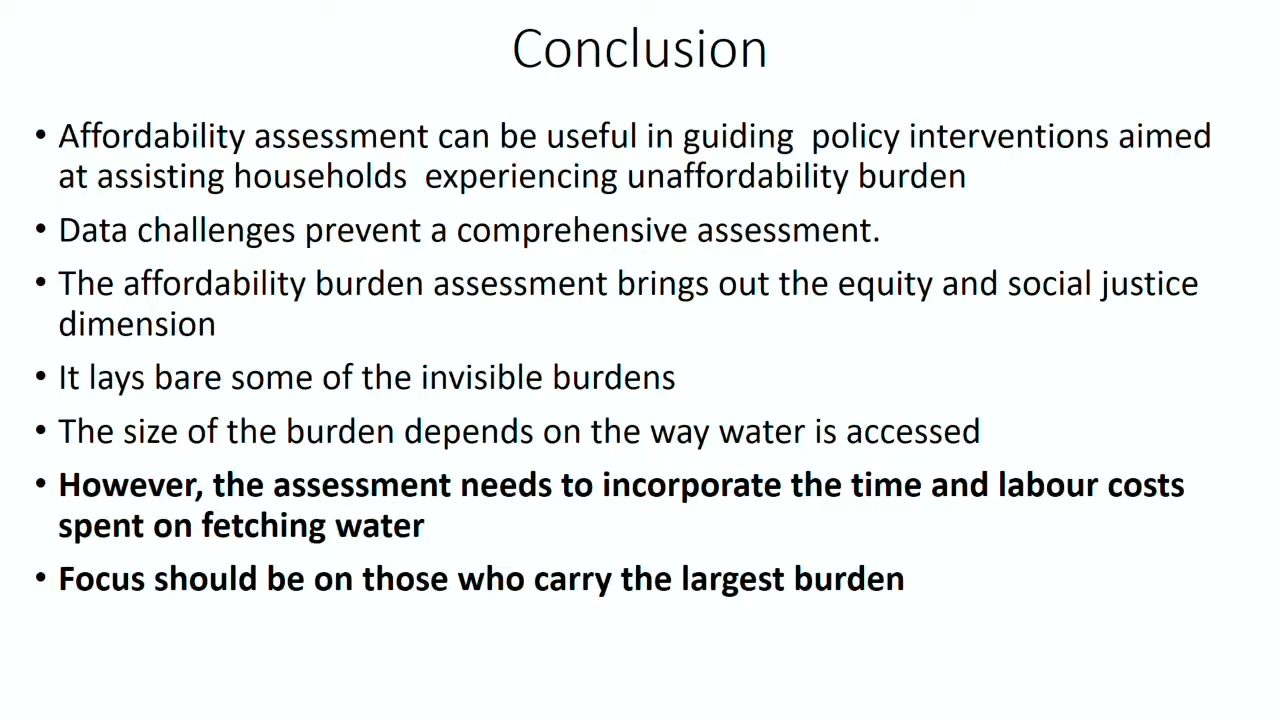 Conclusion
• Affordability assessment can be useful in guiding  policy interventions aimed
at assisting households  experiencing unaffordability burden
• Data challenges prevent a comprehensive assessment.
• The affordability burden assessment brings out the equity and social justice
dimension
• It lays bare some of the invisible burdens
• The size of the burden depends on the way water is accessed
• However, the assessment needs to incorporate the time and labour costs
spent on fetching water
• Focus should be on those who carry the largest burden